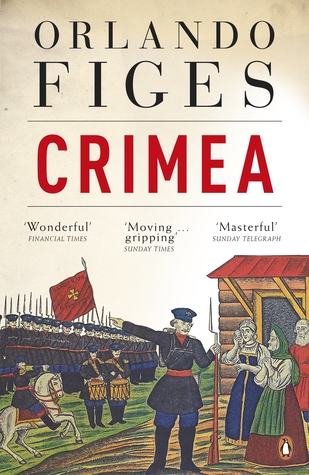 ORLANDO
FIGES
CRIMEA
‘Wonderful’
FINANCIAL TIMES
‘Moving ...
gripping’
SUNDAY TIMES
‘Masterful’
SUNDAY TELEGRAPH